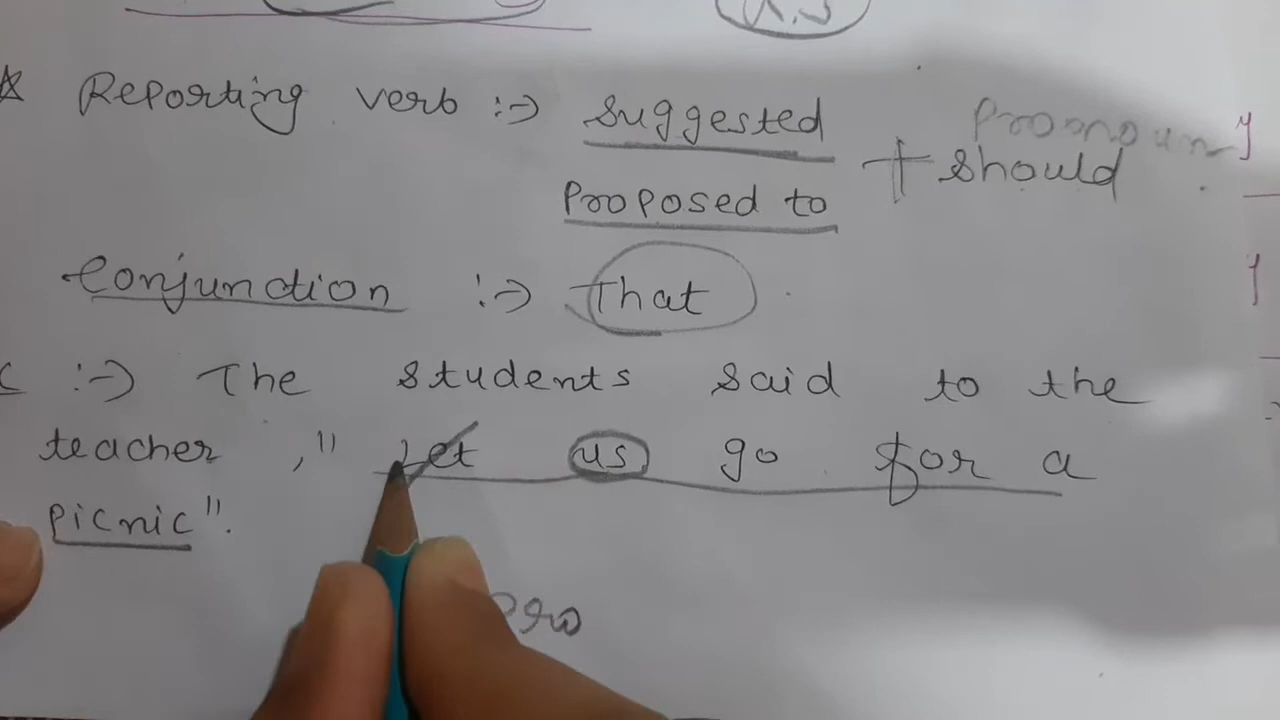 Reporting verb :-> Suggested
Pronoun
+ should
Proposed to
Conjunction :-> That
:-> The students said to the
teacher ," Let us go for a
picnic".
Pro